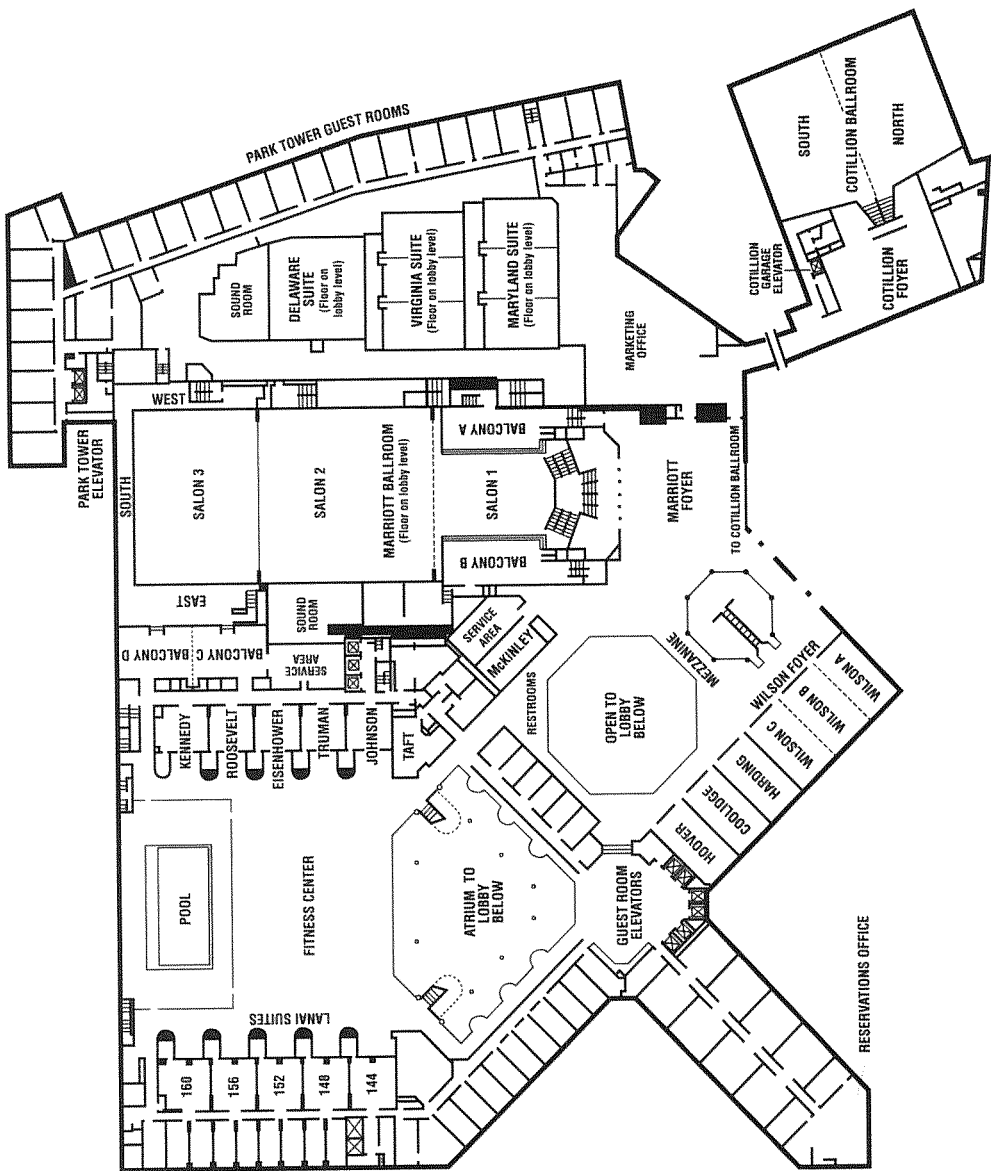 PARK TOWER GUEST ROOMS
SOUTH
COTILLION BALLROOM
NORTH
COTILLION
GARAGE
ELEVATOR
COTILLION
FOYER
SOUND
ROOM
DELAWARE
SUITE
(Floor on
lobby level)
VIRGINIA SUITE
(Floor on lobby level)
MARYLAND SUITE
(Floor on lobby level)
MARKETING
OFFICE
WEST
PARK TOWER
ELEVATOR
SOUTH
SALON 3
SALON 2
MARRIOTT BALLROOM
(Floor on lobby level)
SALON 1
BALCONY A
BALCONY B
MARRIOTT
FOYER
TO COTILLION BALLROOM
EAST
SOUND
ROOM
BALCONY D
BALCONY C
SERVICE
AREA
SERVICE
AREA
McKINLEY
MEZZANINE
KENNEDY
ROOSEVELT
EISENHOWER
TRUMAN
JOHNSON
TAFT
RESTROOMS
OPEN TO
LOBBY
BELOW
WILSON FOYER
WILSON A
WILSON B
WILSON C
HARDING
COOLIDGE
HOOVER
POOL
FITNESS CENTER
ATRIUM TO
LOBBY
BELOW
GUEST ROOM
ELEVATORS
LANAI SUITES
160
156
152
148
144
RESERVATIONS OFFICE